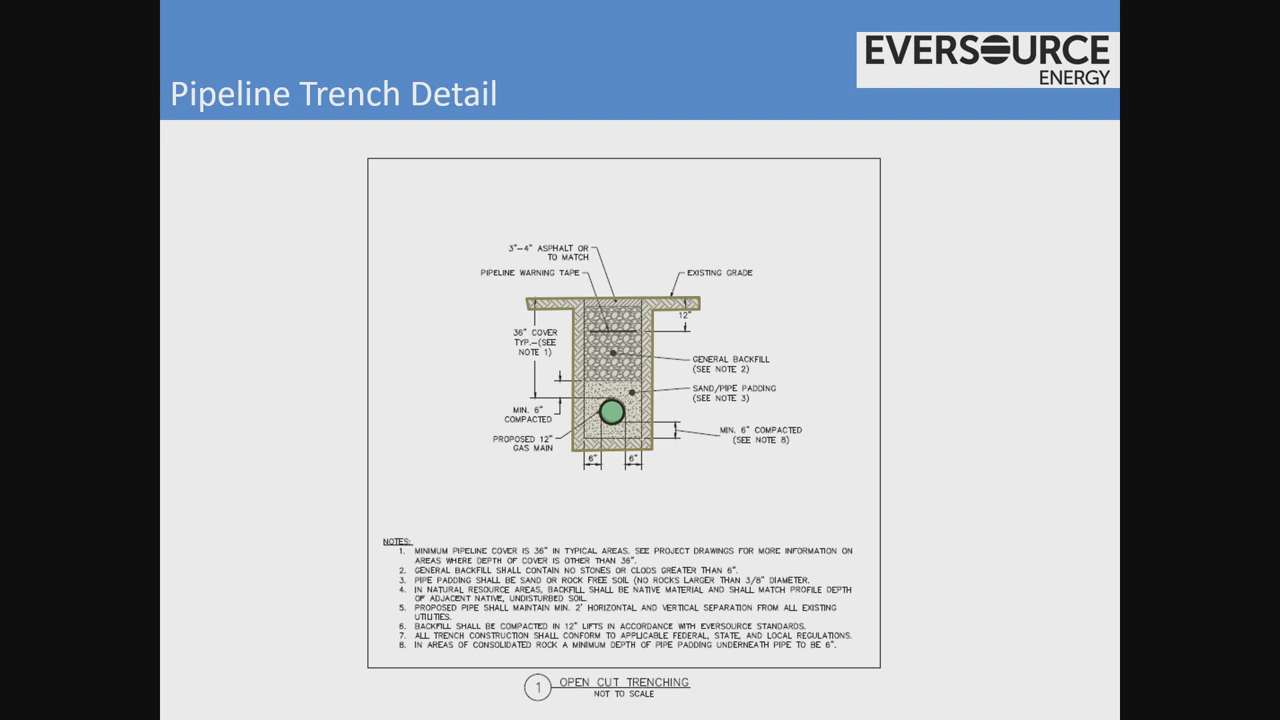 EVERSOURCE
ENERGY
Pipeline Trench Detail
3"-4" ASPHALT OR
TO MATCH
PIPELINE WARNING TAPE
EXISTING GRADE
12"
36" COVER
TYP.-(SEE
NOTE 1)
GENERAL BACKFILL
(SEE NOTE 2)
SAND/PIPE PADDING
(SEE NOTE 3)
MIN. 6"
COMPACTED
MIN. 6" COMPACTED
(SEE NOTE 8)
PROPOSED 12"
GAS MAIN
6" 6"
NOTES:
1. MINIMUM PIPELINE COVER IS 36" IN TYPICAL AREAS. SEE PROJECT DRAWINGS FOR MORE INFORMATION ON
AREAS WHERE DEPTH OF COVER IS OTHER THAN 36".
2. GENERAL BACKFILL SHALL CONTAIN NO STONES OR CLODS GREATER THAN 6".
3. PIPE PADDING SHALL BE SAND OR ROCK FREE SOIL (NO ROCKS LARGER THAN 3/8" DIAMETER.
4. IN NATURAL RESOURCE AREAS, BACKFILL SHALL BE NATIVE MATERIAL AND SHALL MATCH PROFILE DEPTH
OF ADJACENT NATIVE, UNDISTURBED SOIL.
5. PROPOSED PIPE SHALL MAINTAIN MIN. 2' HORIZONTAL AND VERTICAL SEPARATION FROM ALL EXISTING
UTILITIES.
6. BACKFILL SHALL BE COMPACTED IN 12" LIFTS IN ACCORDANCE WITH EVERSOURCE STANDARDS.
7. ALL TRENCH CONSTRUCTION SHALL CONFORM TO APPLICABLE FEDERAL, STATE, AND LOCAL REGULATIONS.
8. IN AREAS OF CONSOLIDATED ROCK A MINIMUM DEPTH OF PIPE PADDING UNDERNEATH PIPE TO BE 6".
1 OPEN CUT TRENCHING
NOT TO SCALE